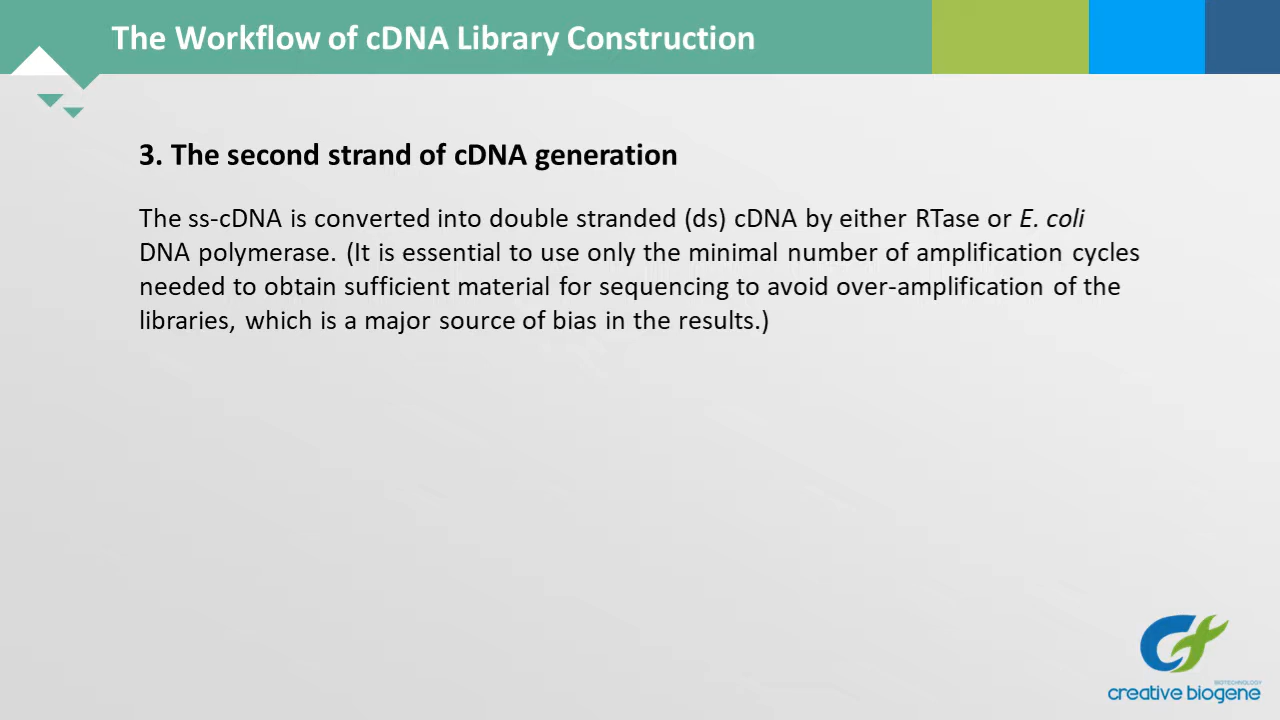 The Workflow of cDNA Library Construction
3. The second strand of cDNA generation
The ss-cDNA is converted into double stranded (ds) cDNA by either RTase or E. coli
DNA polymerase. (It is essential to use only the minimal number of amplification cycles
needed to obtain sufficient material for sequencing to avoid over-amplification of the
libraries, which is a major source of bias in the results.)
BIOTECHNOLOGY
creative biogene